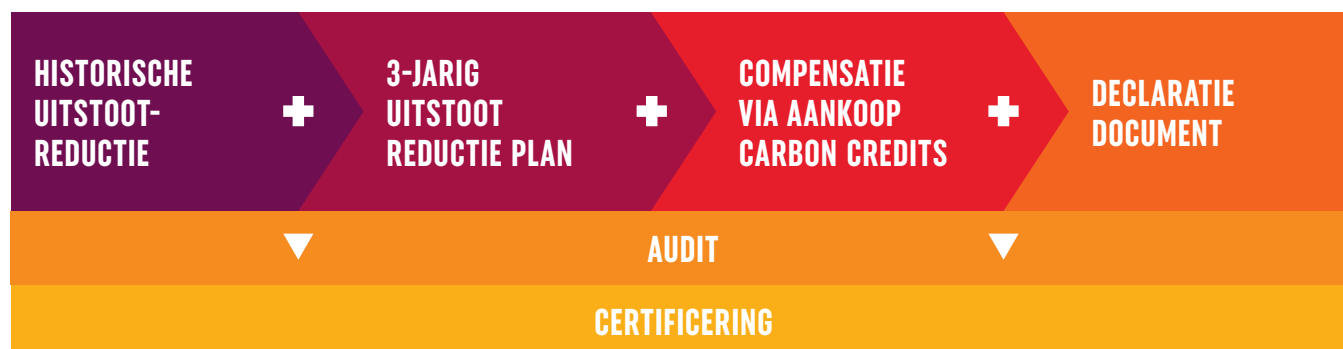 HISTORISCHE
UITSTOOT-
REDUCTIE
+
3-JARIG
UITSTOOT
REDUCTIE PLAN
+
COMPENSATIE
VIA AANKOOP
CARBON CREDITS
+
DECLARATIE
DOCUMENT
AUDIT
CERTIFICERING